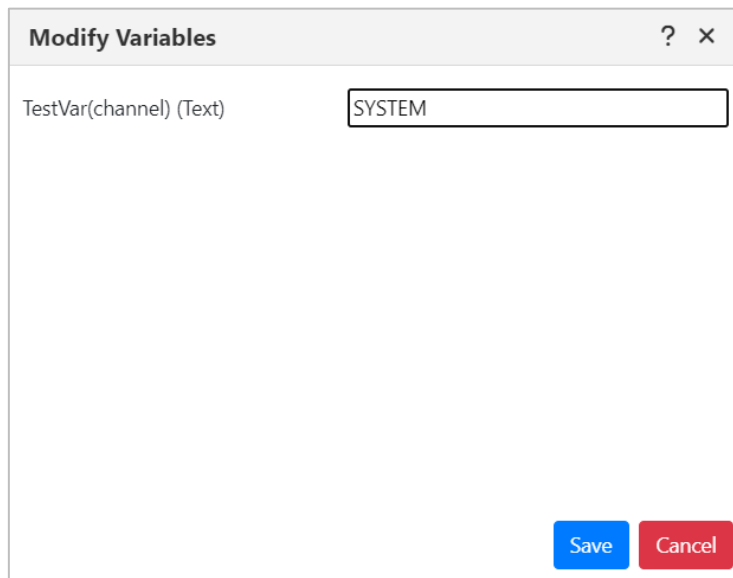 Modify Variables ? ×
TestVar(channel) (Text) SYSTEM
Save Cancel